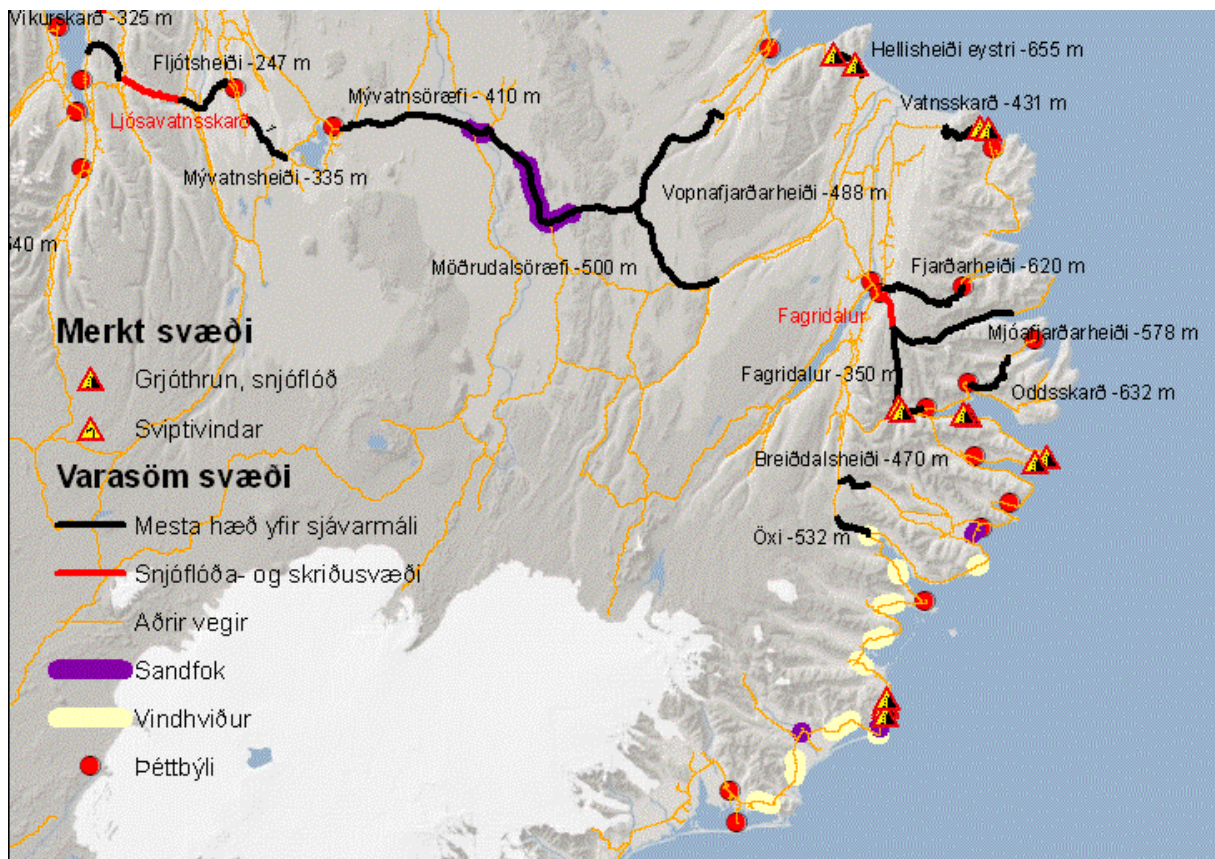 Víkurskarð -325 m
Hellisheiði eystri -655 m
Fljótsheiði -247 m
Mývatnsöræfi - 410 m
Vatnsskarð -431 m
Ljósavatnsskarð
Mývatnsheiði -335 m
Vopnafjarðarheiði -488 m
540 m
Möðrudalsöræfi -500 m
Fjarðarheiði -620 m
Fagridalur
Mjóafjarðarheiði -578 m
Merkt svæði
Grjóthrun, snjóflóð
Fagridalur -350 m
Oddsskarð -632 m
Sviptivindar
Breiðdalsheiði -470 m
Varasöm svæði
Mesta hæð yfir sjávarmáli
Öxi -532 m
Snjóflóða- og skriðusvæði
Aðrir vegir
Sandfok
Vindhviður
Þéttbýli